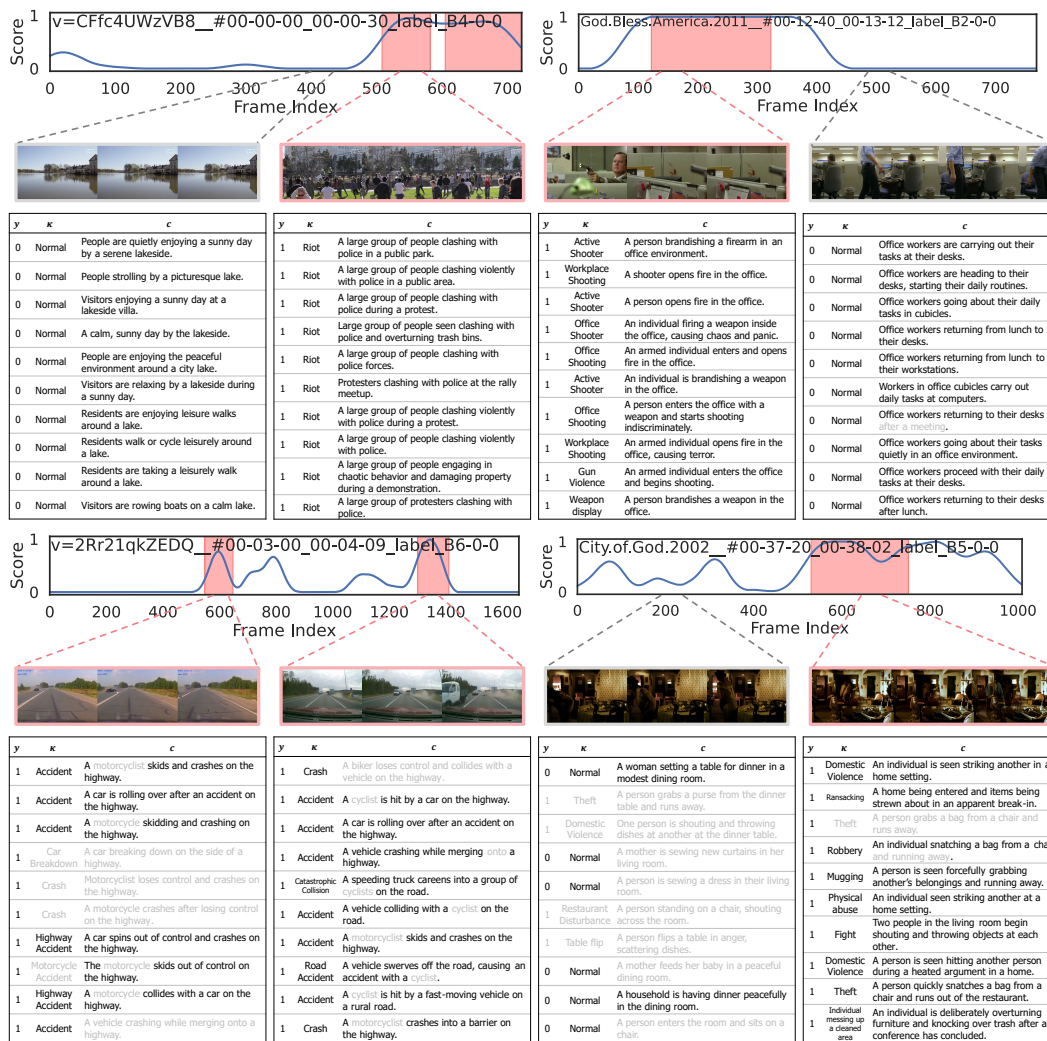 v=CFfc4UWzVB8__#00-00-00_00-00-30_label_B4-0-0
Score
1
0
0 100 200 300 400 500 600 700
Frame Index
God.Bless.America.2011__#00-12-40_00-13-12_label_B2-0-0
Score
1
0
0 100 200 300 400 500 600 700
Frame Index
y κ c
0 Normal People are quietly enjoying a sunny day
by a serene lakeside.
0 Normal People strolling by a picturesque lake.
0 Normal Visitors enjoying a sunny day at a
lakeside villa.
0 Normal A calm, sunny day by the lakeside.
0 Normal People are enjoying the peaceful
environment around a city lake.
0 Normal Visitors are relaxing by a lakeside during
a sunny day.
0 Normal Residents are enjoying leisure walks
around a lake.
0 Normal Residents walk or cycle leisurely around
a lake.
0 Normal Residents are taking a leisurely walk
around a lake.
0 Normal Visitors are rowing boats on a calm lake.
y κ c
1 Riot A large group of people clashing with
police in a public park.
1 Riot A large group of people clashing violently
with police in a public area.
1 Riot A large group of people clashing with
police during a protest.
1 Riot Large group of people seen clashing with
police and overturning trash bins.
1 Riot A large group of people clashing with
police forces.
1 Riot Protesters clashing with police at the rally
meetup.
1 Riot A large group of people clashing violently
with police during a protest.
1 Riot A large group of people clashing violently
with police.
1 Riot A large group of people engaging in
chaotic behavior and damaging property
during a demonstration.
1 Riot A large group of protesters clashing with
police.
y κ c
1 Active Shooter A person brandishing a firearm in an
office environment.
1 Workplace Shooting A shooter opens fire in the office.
1 Active Shooter A person opens fire in the office.
1 Office Shooter An individual firing a weapon inside
the office, causing chaos and panic.
1 Office Shooting An armed individual enters and opens
fire in the office.
1 Active Shooter An individual is brandishing a weapon
in the office.
1 Office Shooting A person enters the office with a
weapon and starts shooting
indiscriminately.
1 Workplace Shooting An armed individual opens fire in the
office, causing terror.
1 Gun Violence An armed individual enters the office
and begins shooting.
1 Weapon display A person brandishes a weapon in the
office.
y κ c
0 Normal Office workers are carrying out their
tasks at their desks.
0 Normal Office workers are heading to their
desks, starting their daily routines.
0 Normal Office workers going about their daily
tasks in cubicles.
0 Normal Office workers returning from lunch to
their desks.
0 Normal Office workers returning from lunch to
their workstations.
0 Normal Workers in office cubicles carry out
daily tasks at computers.
0 Normal Office workers returning to their desks
after a meeting.
0 Normal Office workers going about their tasks
quietly in an office environment.
0 Normal Office workers proceed with their daily
tasks at their desks.
0 Normal Office workers returning to their desks
after lunch.
v=2Rr21qkZEDQ__#00-03-00_00-04-09_label_B6-0-0
Score
1
0
0 200 400 600 800 1000 1200 1400 1600
Frame Index
City.of.God.2002__#00-37-20_00-38-02_label_B5-0-0
Score
1
0
0 200 400 600 800 1000
Frame Index
y κ c
1 Accident A motorcyclist skids and crashes on the
highway.
1 Accident A car is rolling over after an accident on
the highway.
1 Accident A motorcycle skidding and crashing on
the highway.
1 Car Breakdown A car breaking down on the side of a
highway.
1 Crash Motorcyclist loses control and crashes on
the highway.
1 Crash A motorcycle crashes after losing control
on the highway.
1 Highway Accident A car spins out of control and crashes on
the highway.
1 Motorcycle Accident The motorcycle skids out of control on
the highway.
1 Highway Accident A motorcycle collides with a car on the
highway.
1 Accident A vehicle crashing while merging onto a
highway.
y κ c
1 Crash A biker loses control and collides with a
vehicle on the highway.
1 Accident A cyclist is hit by a car on the highway.
1 Accident A car is rolling over after an accident on
the highway.
1 Accident A vehicle crashing while merging onto a
highway.
1 Catastrophic Collision A speeding truck careens into a group of
cyclists on the road.
1 Accident A vehicle colliding with a cyclist on the
road.
1 Accident A motorcyclist skids and crashes on the
highway.
1 Road Accident A vehicle swerves off the road, causing an
accident with a cyclist.
1 Accident A cyclist is hit by a fast-moving vehicle on
a rural road.
1 Crash A motorcyclist crashes into a barrier on
the highway.
y κ c
0 Normal A woman setting a table for dinner in a
modest dining room.
1 Theft A person grabs a purse from the dinner
table and runs away.
1 Domestic Violence One person is shouting and throwing
dishes at another at the dinner table.
0 Normal A mother is sewing new curtains in her
living room.
0 Normal A person is sewing a dress in their living
room.
1 Restaurant Disturbance A person standing on a chair, shouting
across the room.
1 Table flip A person flips a table in anger,
scattering dishes.
0 Normal A mother feeds her baby in a peaceful
dining room.
0 Normal A household is having dinner peacefully
in the dining room.
0 Normal A person enters the room and sits on a
chair.
y κ c
1 Domestic Violence An individual is seen striking another in a
home setting.
1 Ransacking A home being entered and items being
strewn about in an apparent break-in.
1 Theft A person grabs a bag from a chair and
runs away.
1 Robbery An individual snatching a bag from a cha
and running away.
1 Mugging A person is seen forcefully grabbing
another's belongings and running away.
1 Physical abuse An individual seen striking another at a
home setting.
1 Fight Two people in the living room begin
shouting and throwing objects at each
other.
1 Domestic Violence A person is seen hitting another person
during a heated argument in a home.
1 Theft A person quickly snatches a bag from a
chair and runs out of the restaurant.
1 Individual messing up a cleaned area An individual is deliberately overturning
furniture and knocking over trash after a
conference has concluded.